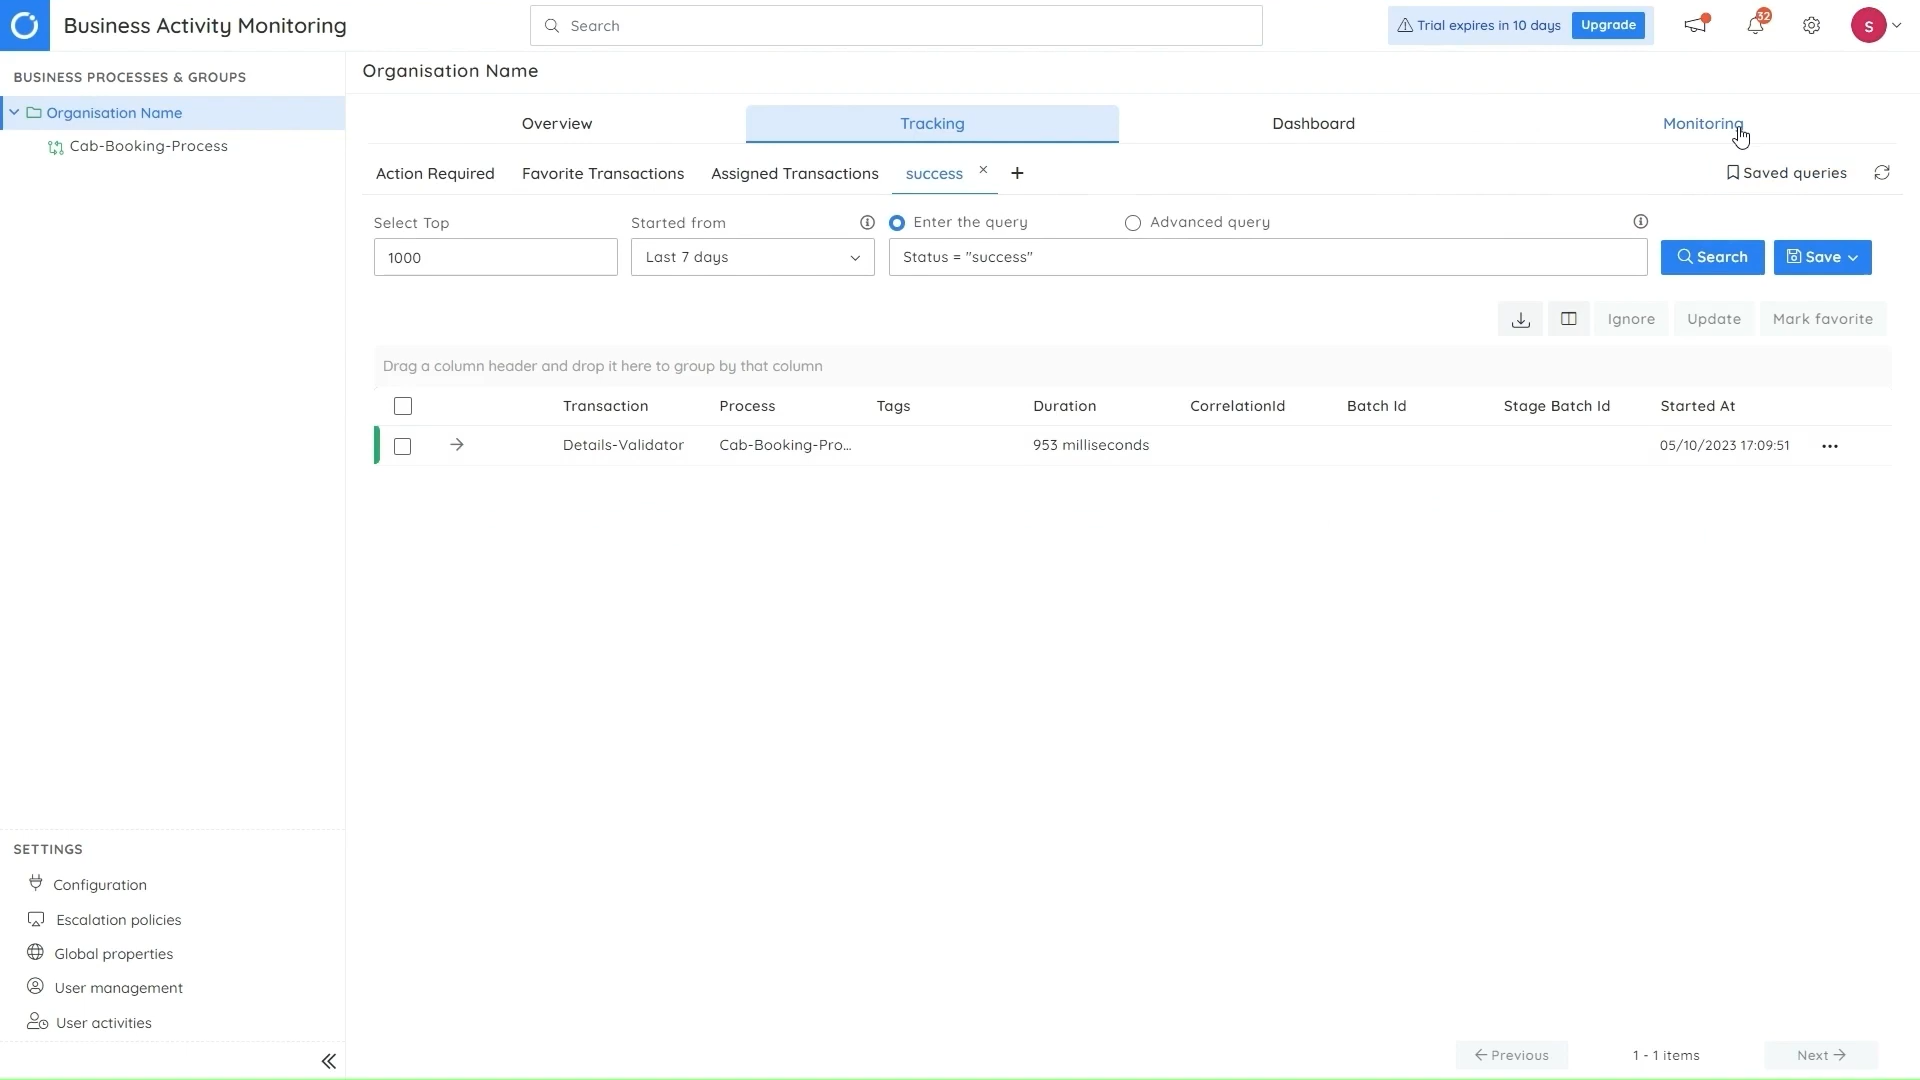 Business Activity Monitoring
Search
Trial expires in 10 days
Upgrade
32
S
BUSINESS PROCESSES & GROUPS
Organisation Name
Cab-Booking-Process
Organisation Name
Overview
Tracking
Dashboard
Monitoring
Action Required
Favorite Transactions
Assigned Transactions
success
Saved queries
Select Top
Started from
Enter the query
Advanced query
1000
Last 7 days
Status = "success"
Search
Save
Ignore
Update
Mark favorite
Drag a column header and drop it here to group by that column
Transaction Process Tags Duration CorrelationId Batch Id Stage Batch Id Started At
Details-Validator Cab-Booking-Pro... 953 milliseconds 05/10/2023 17:09:51
SETTINGS
Configuration
Escalation policies
Global properties
User management
User activities
Previous
1 - 1 items
Next